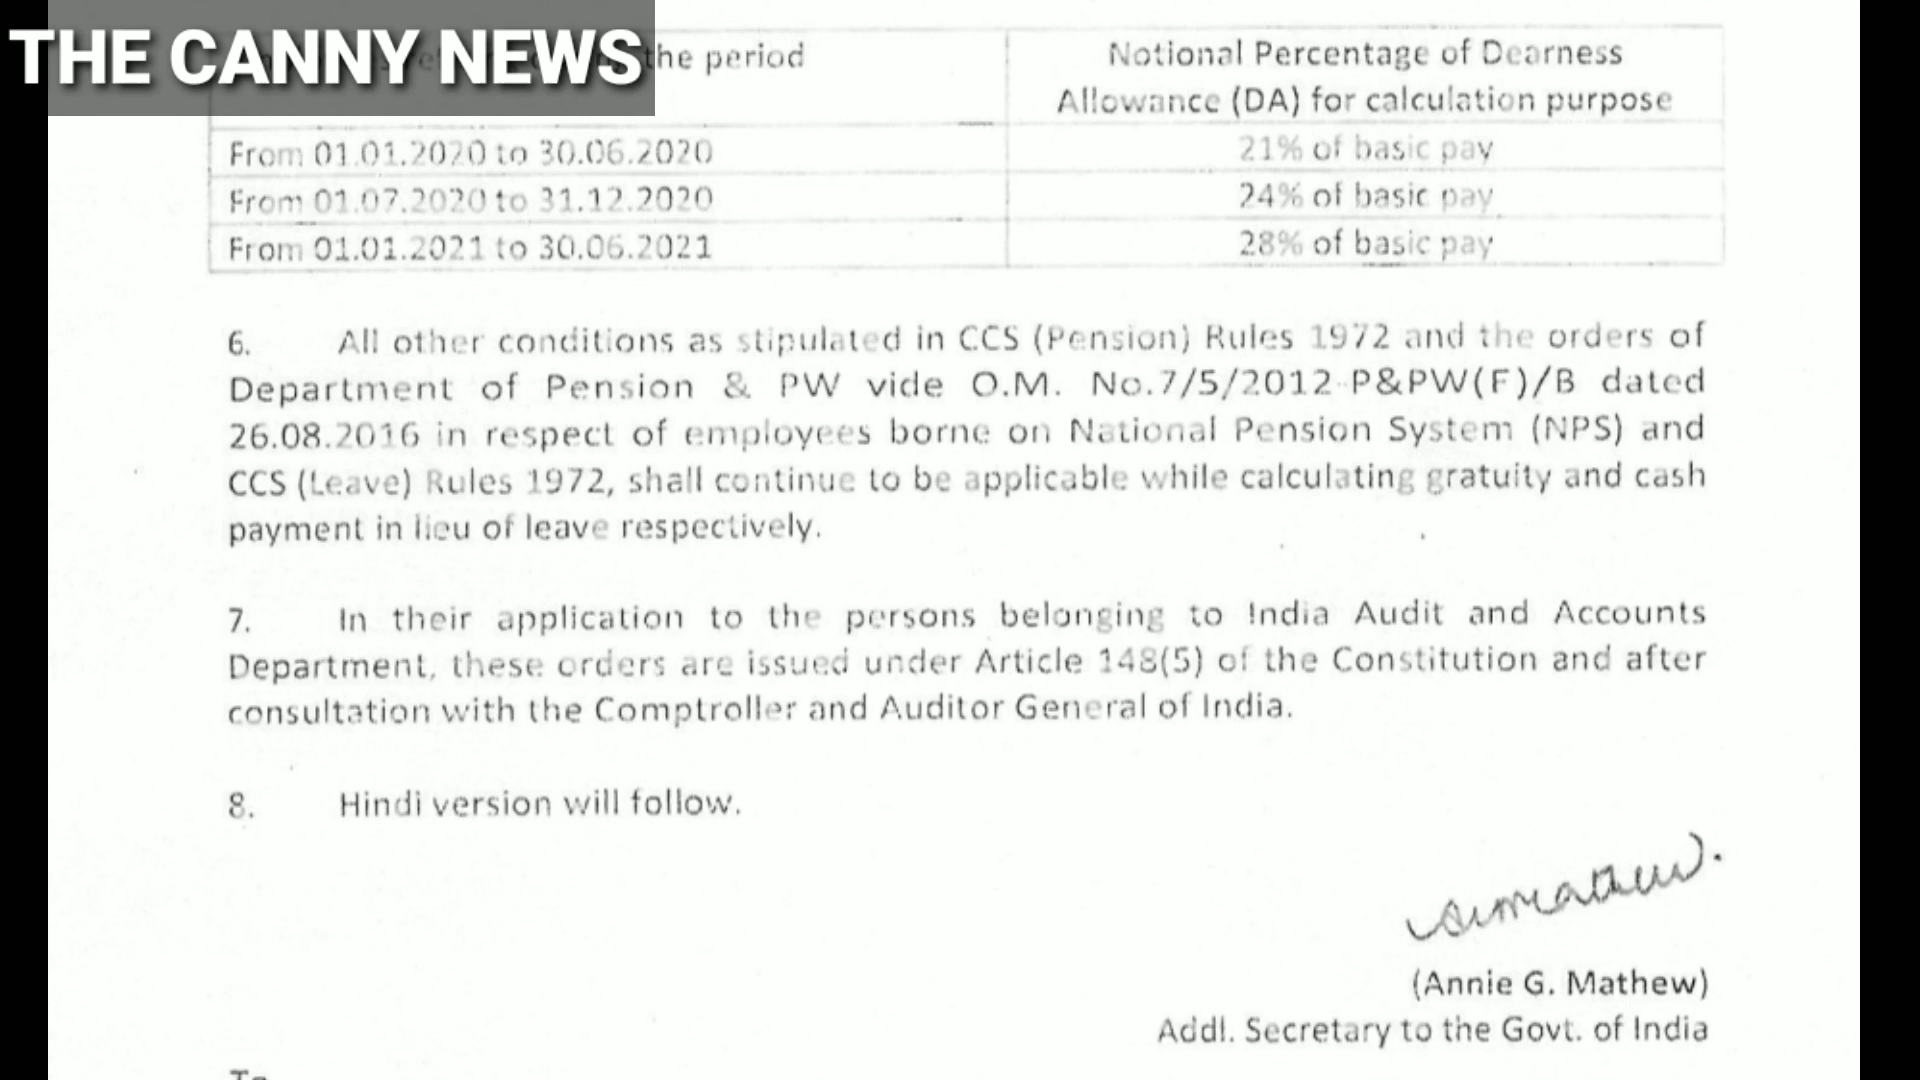 THE CANNY NEWS
the period
Notional Percentage of Dearness
Allowance (DA) for calculation purpose
From 01.01.2020 to 30.06.2020
21% of basic pay
From 01.07.2020 to 31.12.2020
24% of basic pay
From 01.01.2021 to 30.06.2021
28% of basic pay
6. All other conditions as stipulated in CCS (Pension) Rules 1972 and the orders of
Department of Pension & PW vide O.M. No.7/5/2012-P&PW(F)/B dated
26.08.2016 in respect of employees borne on National Pension System (NPS) and
CCS (Leave) Rules 1972, shall continue to be applicable while calculating gratuity and cash
payment in lieu of leave respectively.
7. In their application to the persons belonging to India Audit and Accounts
Department, these orders are issued under Article 148(5) of the Constitution and after
consultation with the Comptroller and Auditor General of India.
8. Hindi version will follow.
(Annie G. Mathew)
Addl. Secretary to the Govt. of India